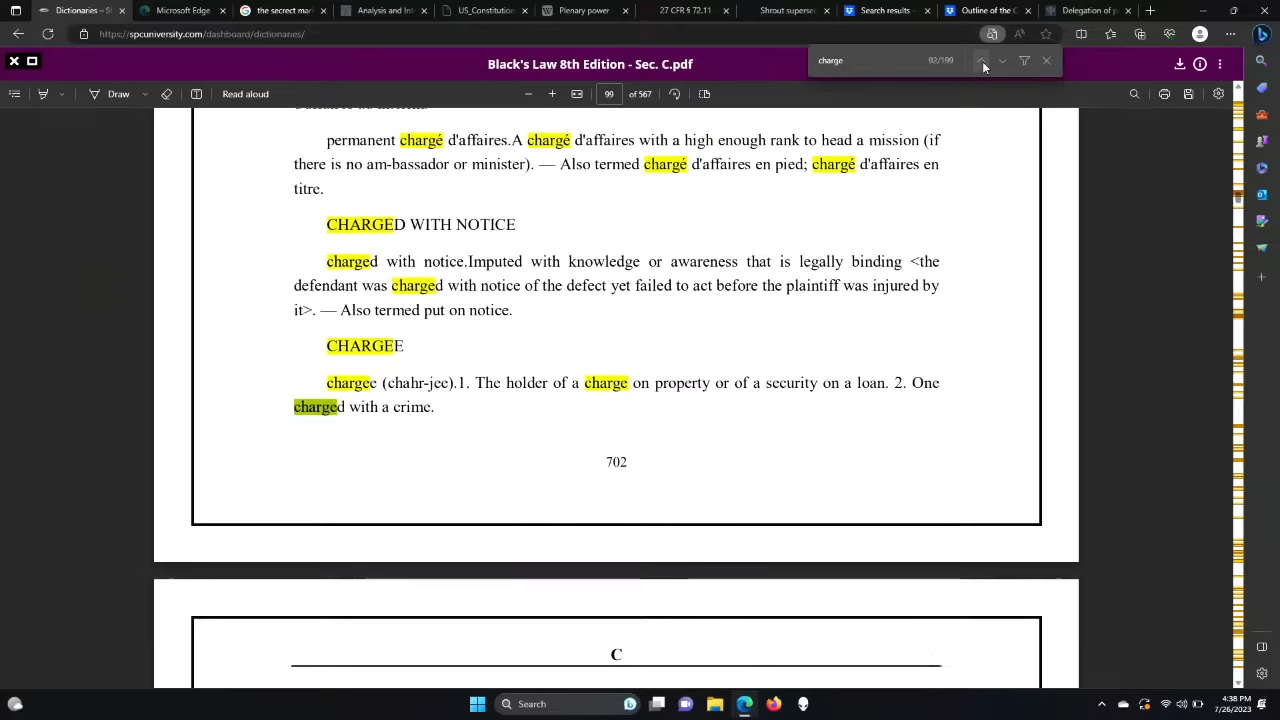 Dictionaries
Microsoft Edge
the secret mar
Analysis and Int
US_Constitution
Plenary power -
27 CFR § 72.11
Shrout superse
Search results -
Outline of the C
Delegation of p
https://spcuniversity.com/dashboard/dictionaries/
Black's Law 8th Edition - Sec. C.pdf
charge
92/199
Draw
Read aloud
99
of 567
permanent chargé d'affaires.A chargé d'affaires with a high enough rank to head a mission (if
there is no am-bassador or minister). — Also termed chargé d'affaires en pied; chargé d'affaires en
titre.
CHARGED WITH NOTICE
charged with notice.Imputed with knowledge or awareness that is legally binding <the
defendant was charged with notice of the defect yet failed to act before the plaintiff was injured by
it>. — Also termed put on notice.
CHARGEE
chargee (chahr-jee).1. The holder of a charge on property or of a security on a loan. 2. One
charged with a crime.
702
C
Search
4:38 PM
7/26/2023